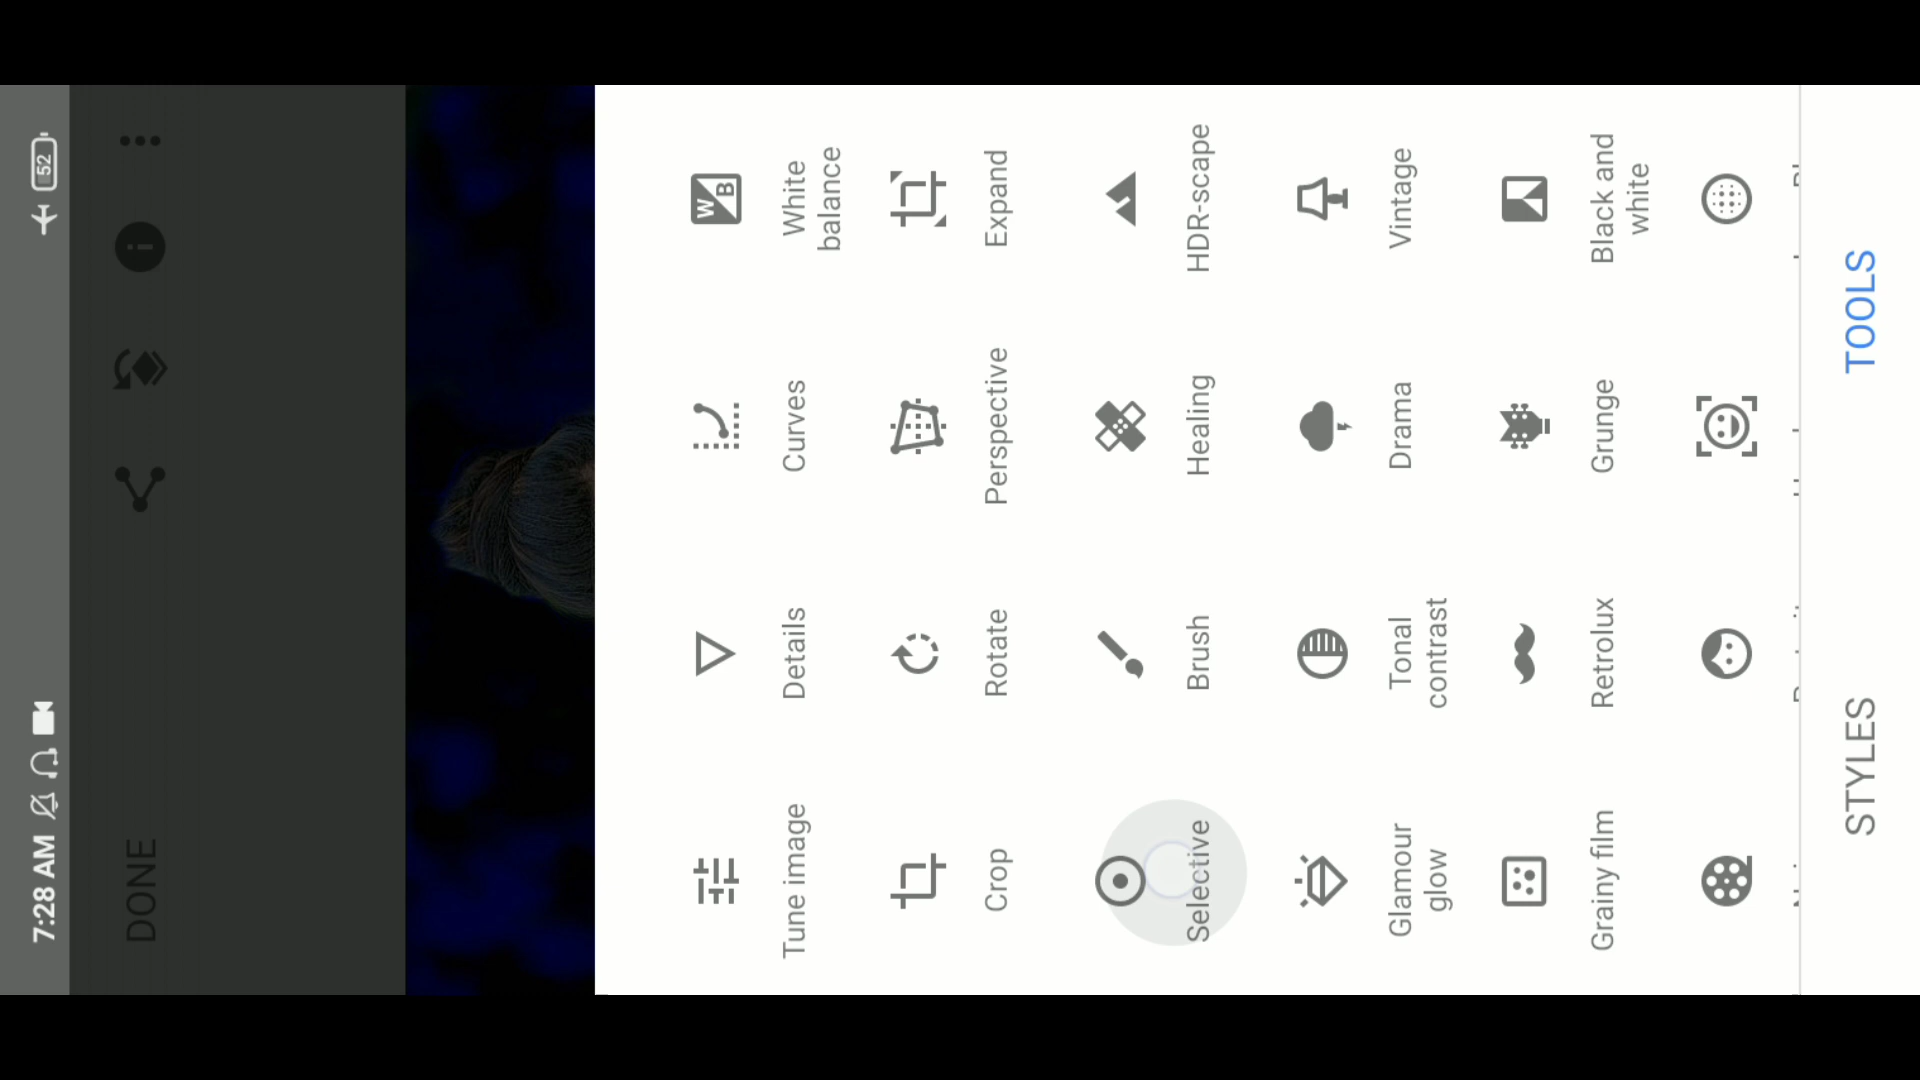 7:28 AM
52
DONE
Tune image
Details
Curves
W
B
White
balance
Crop
Rotate
Perspective
Expand
Selective
Brush
Healing
HDR-scape
Glamour
glow
Tonal
contrast
Drama
Vintage
Grainy film
Retrolux
Grunge
Black and
white
STYLES
TOOLS